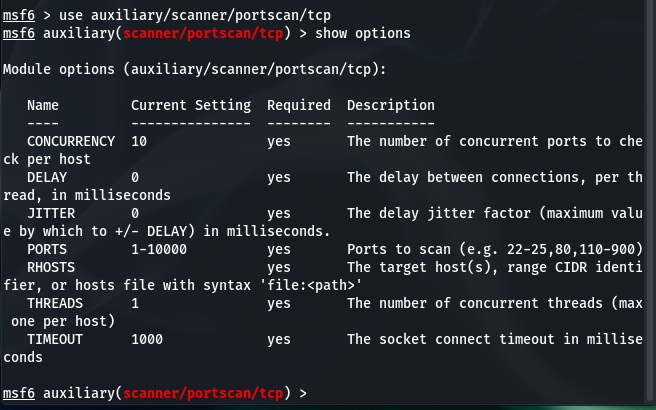 msf6 > use auxiliary/scanner/portscan/tcp
msf6 auxiliary(scanner/portscan/tcp) > show options

Module options (auxiliary/scanner/portscan/tcp):

   Name         Current Setting  Required  Description
   ----         ---------------  --------  -----------
   CONCURRENCY  10               yes       The number of concurrent ports to che
ck per host
   DELAY        0                yes       The delay between connections, per th
read, in milliseconds
   JITTER       0                yes       The delay jitter factor (maximum valu
e by which to +/- DELAY) in milliseconds.
   PORTS        1-10000          yes       Ports to scan (e.g. 22-25,80,110-900)
   RHOSTS                        yes       The target host(s), range CIDR identi
fier, or hosts file with syntax 'file:<path>'
   THREADS      1                yes       The number of concurrent threads (max
 one per host)
   TIMEOUT      1000             yes       The socket connect timeout in millise
conds

msf6 auxiliary(scanner/portscan/tcp) >